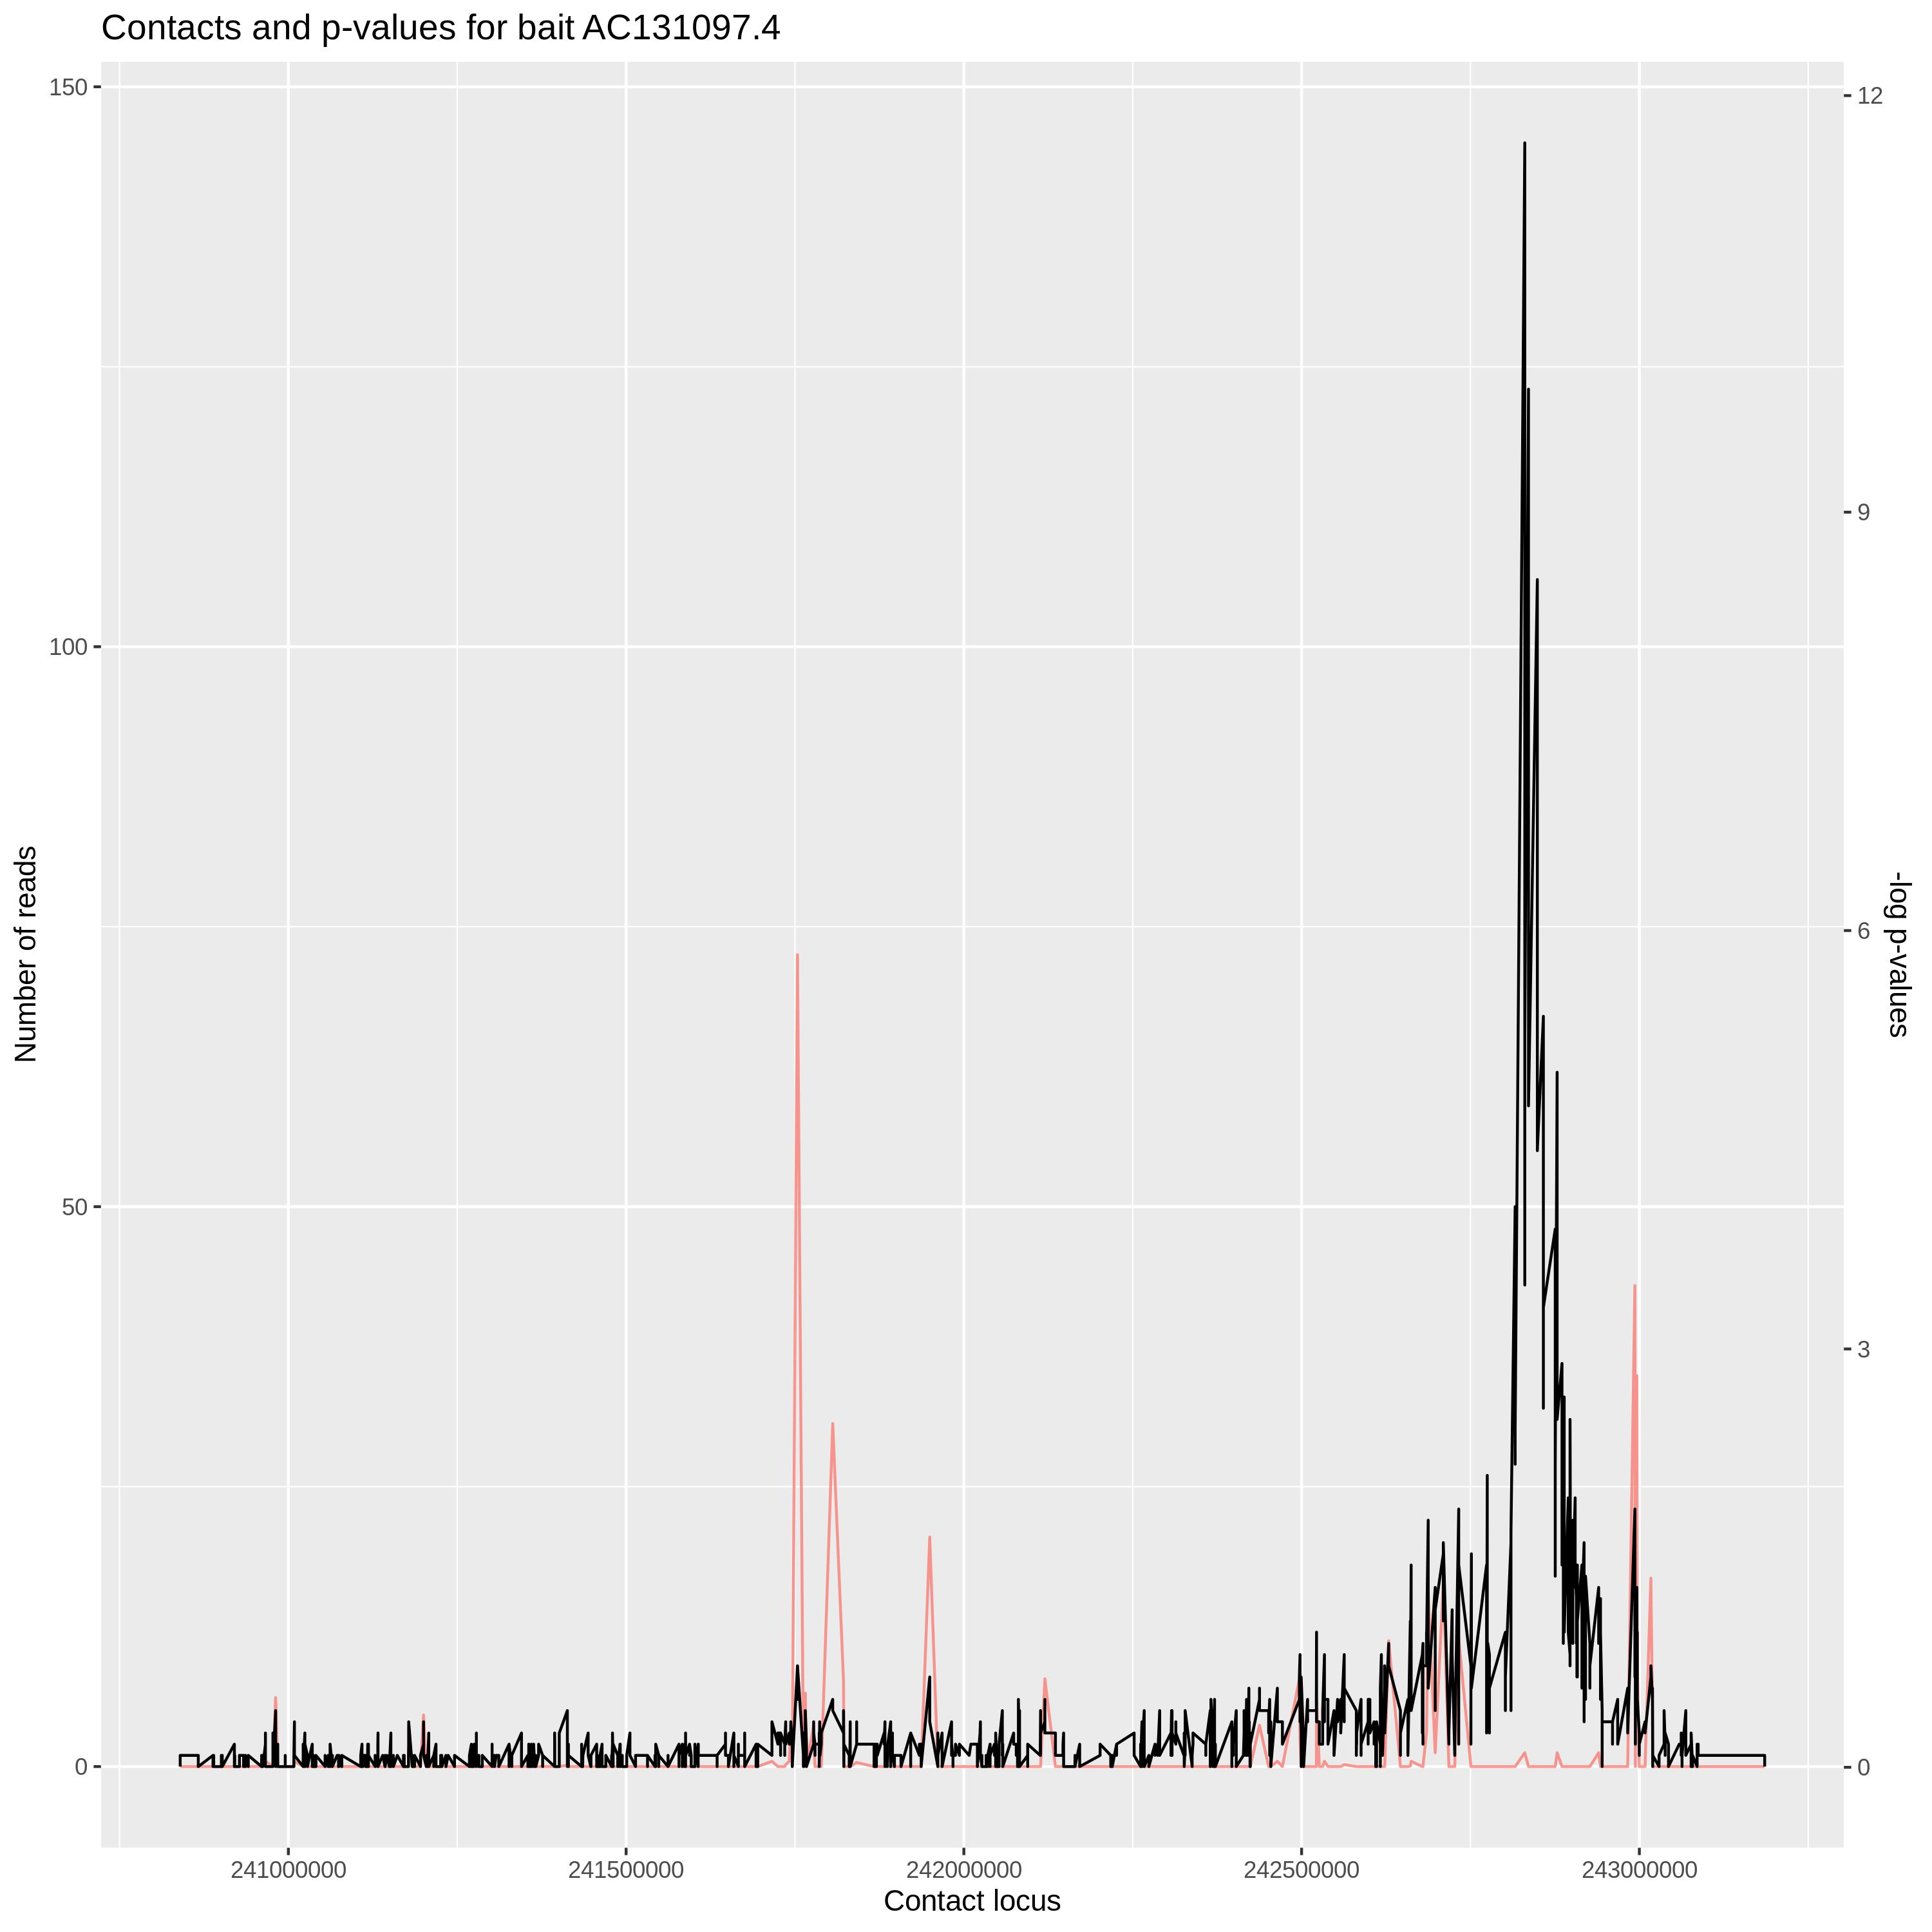 Contacts and p-values for bait AC131097.4
150
100
50
0
Number of reads
12
9
6
3
0
-log p-values
241000000 241500000 242000000 242500000 243000000
Contact locus